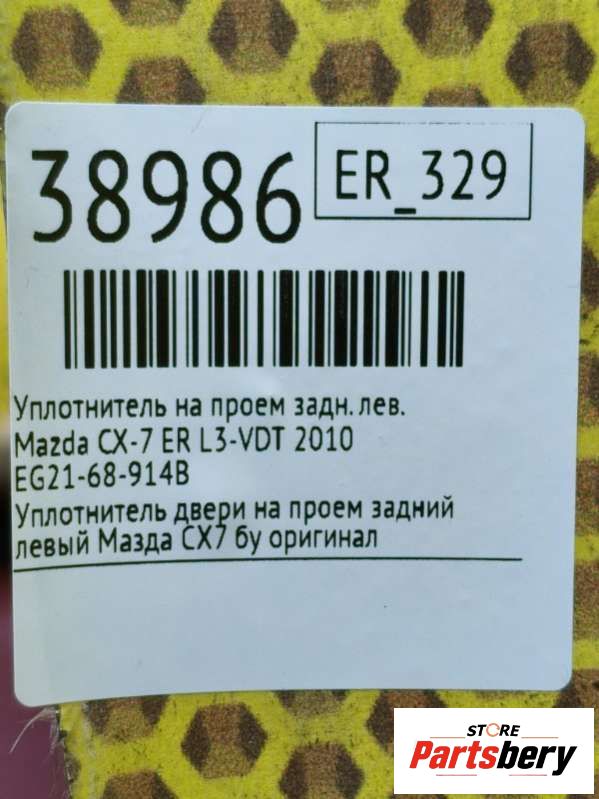 38986
ER_329
Уплотнитель на проем задн. лев.
Mazda CX-7 ER L3-VDT 2010
EG21-68-914B
Уплотнитель двери на проем задний
левый Мазда CX7 бу оригинал
STORE
Partsbery